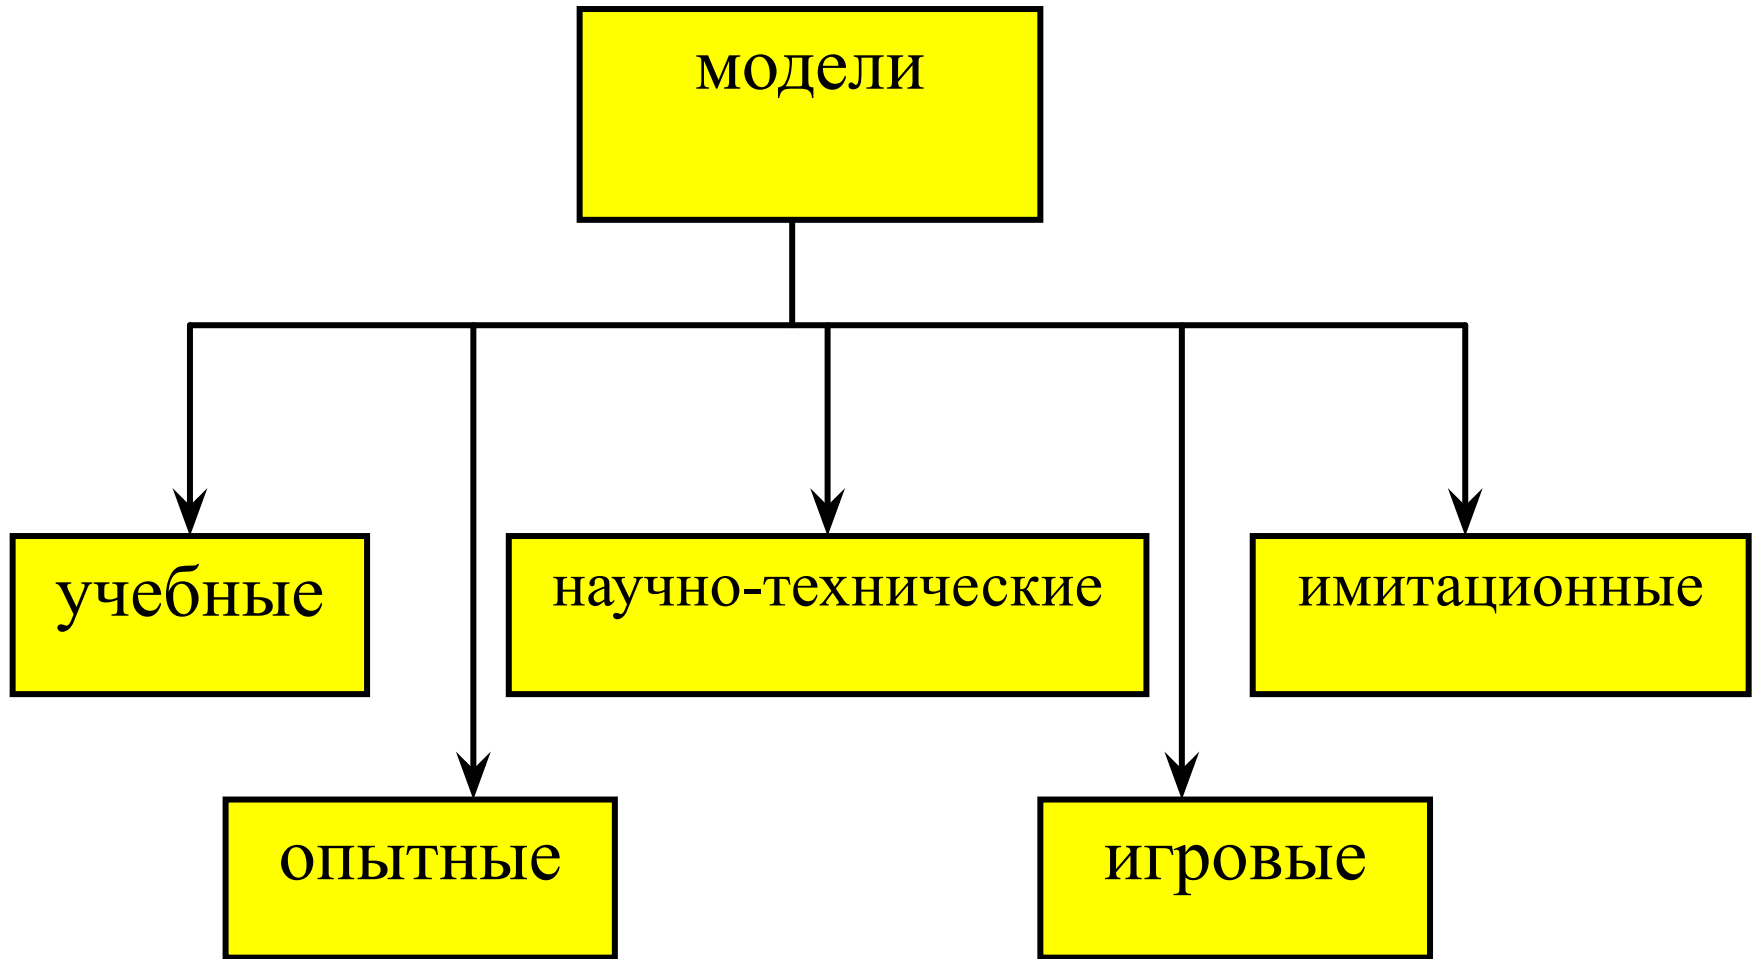 модели
учебные
научно-технические
имитационные
опытные
игровые